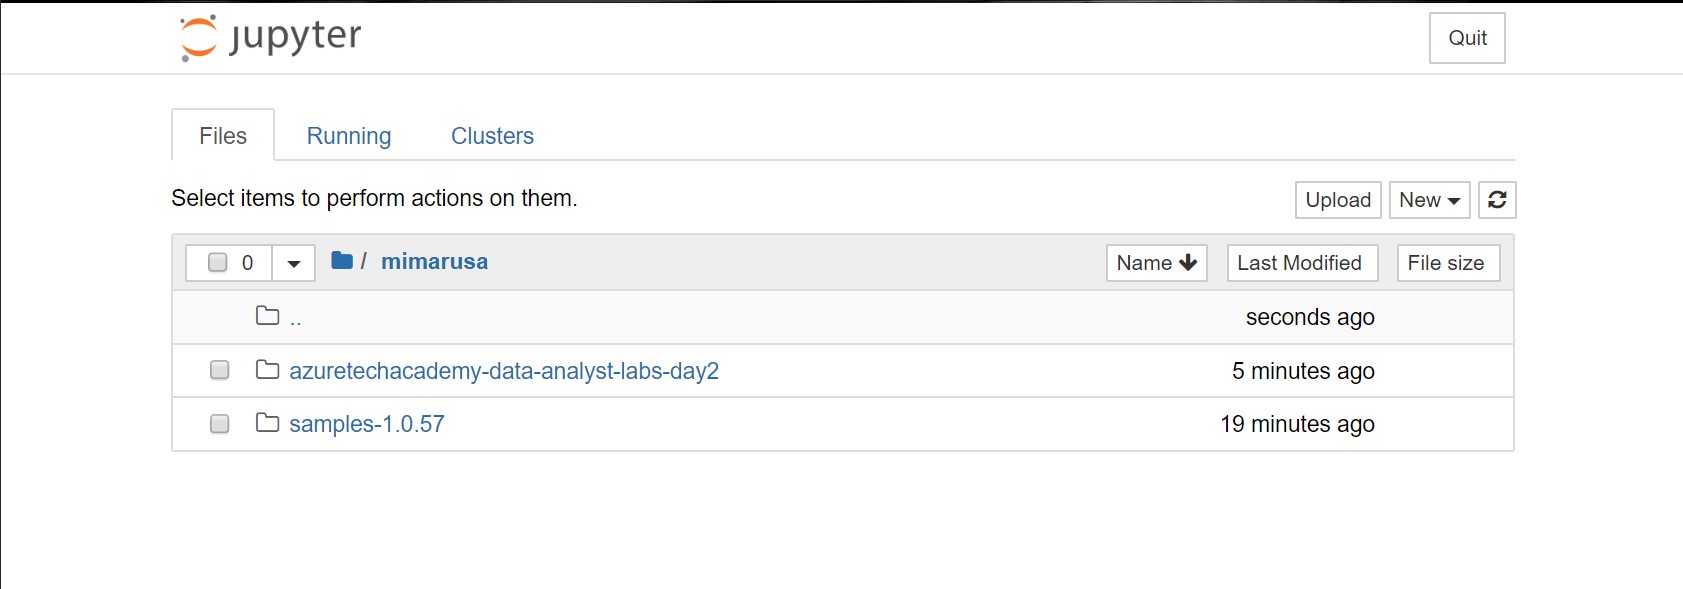 jupyter
Quit
Files Running Clusters
Select items to perform actions on them.
Upload New
0 / mimarusa Name Last Modified File size
.. seconds ago
azuretechacademy-data-analyst-labs-day2 5 minutes ago
samples-1.0.57 19 minutes ago